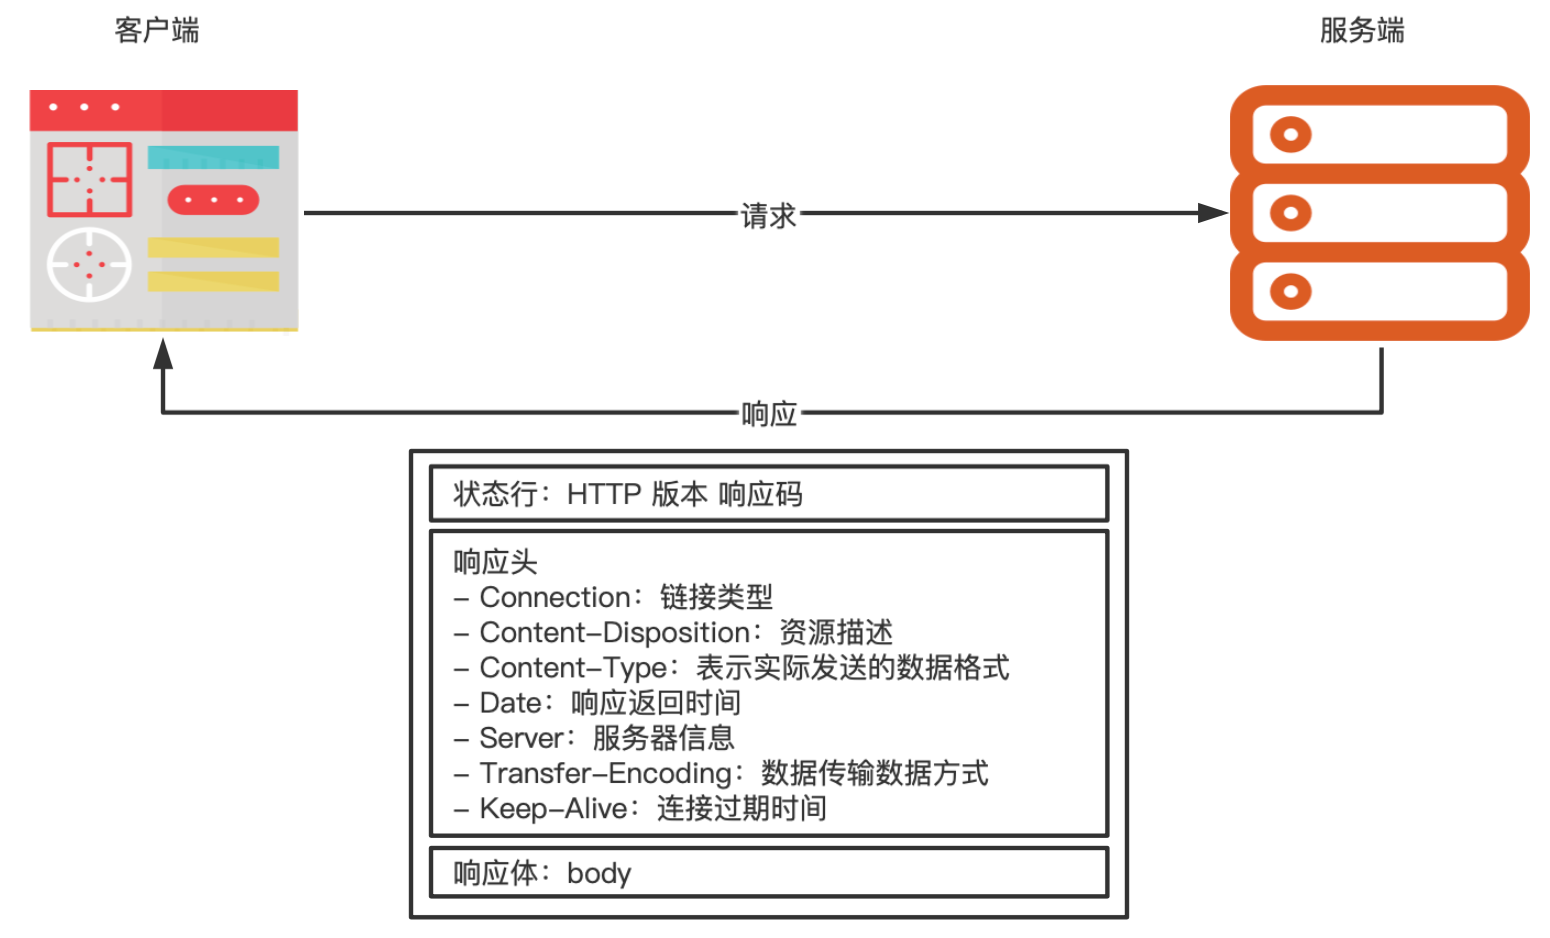 客户端
服务端
请求
响应
状态行：HTTP 版本 响应码
响应头
- Connection：链接类型
- Content-Disposition：资源描述
- Content-Type：表示实际发送的数据格式
- Date：响应返回时间
- Server：服务器信息
- Transfer-Encoding：数据传输数据方式
- Keep-Alive：连接过期时间
响应体：body